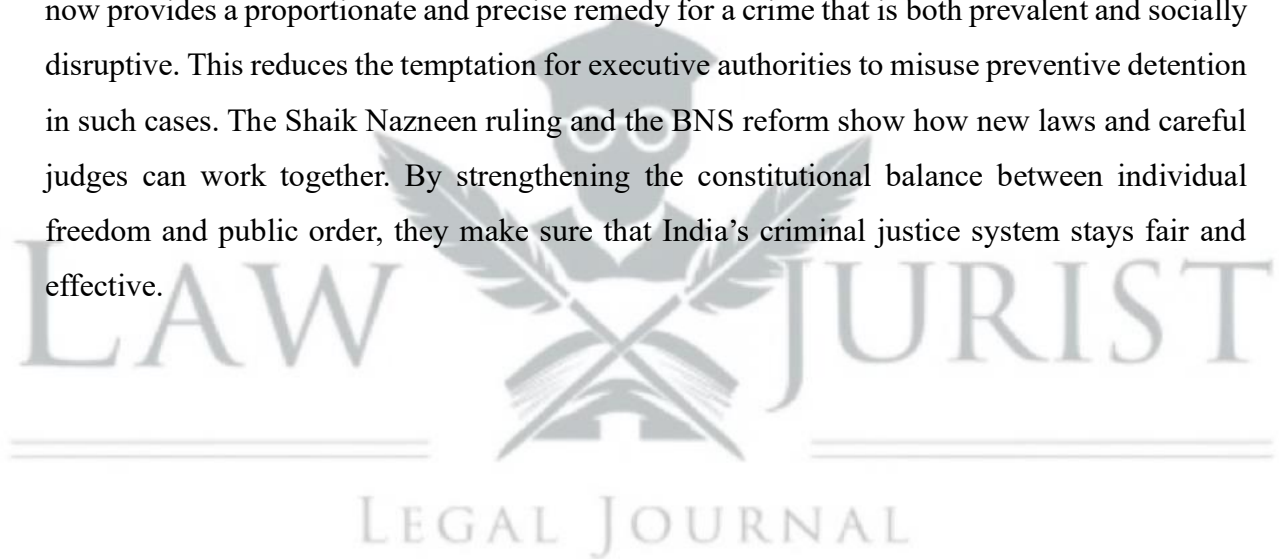 now provides a proportionate and precise remedy for a crime that is both prevalent and socially
disruptive. This reduces the temptation for executive authorities to misuse preventive detention
in such cases. The Shaik Nazneen ruling and the BNS reform show how new laws and careful
judges can work together. By strengthening the constitutional balance between individual
freedom and public order, they make sure that India’s criminal justice system stays fair and
effective.
LAW JURIST
LEGAL JOURNAL